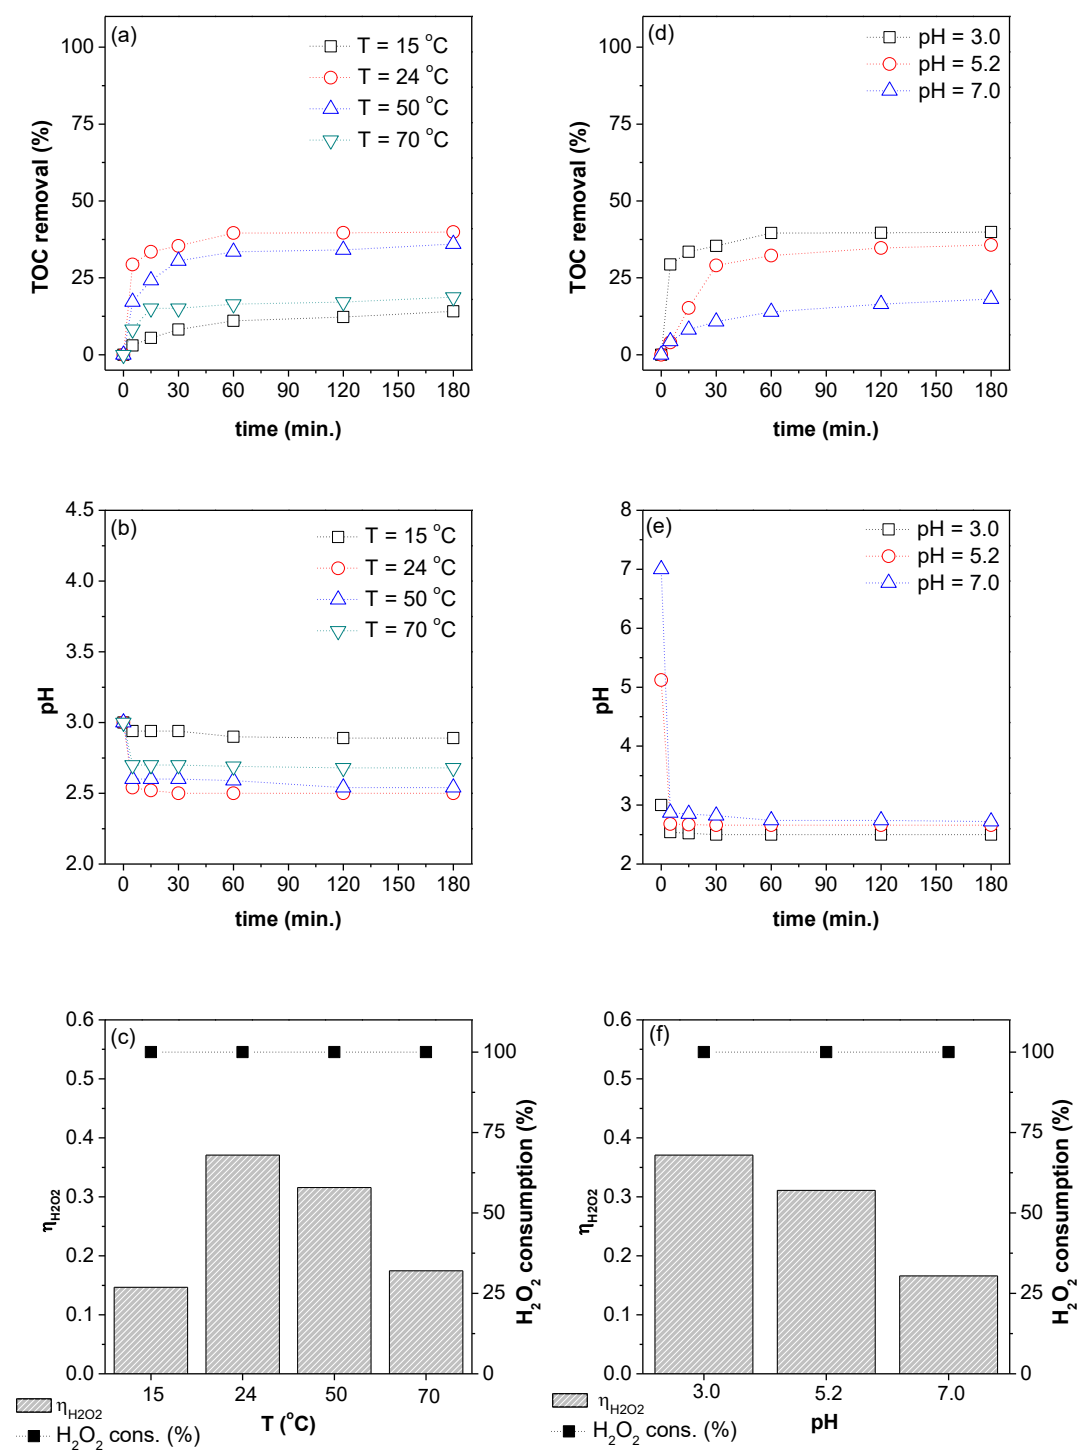 (a)
T = 15 °C
T = 24 °C
T = 50 °C
T = 70 °C
100
75
50
25
0
TOC removal (%)
0 30 60 90 120 150 180
time (min.)
(d)
pH = 3.0
pH = 5.2
pH = 7.0
100
75
50
25
0
TOC removal (%)
0 30 60 90 120 150 180
time (min.)
(b)
T = 15 °C
T = 24 °C
T = 50 °C
T = 70 °C
4.5
4.0
3.5
3.0
2.5
2.0
pH
0 30 60 90 120 150 180
time (min.)
(e)
pH = 3.0
pH = 5.2
pH = 7.0
8
7
6
5
4
3
2
pH
0 30 60 90 120 150 180
time (min.)
(c)
0.6
0.5
0.4
0.3
0.2
0.1
0.0
ηH2O2
100
75
50
25
0
H₂O₂ consumption (%)
15 24 50 70
T (°C)
ηH2O2
H₂O₂ cons. (%)
(f)
0.6
0.5
0.4
0.3
0.2
0.1
0.0
ηH2O2
100
75
50
25
0
H₂O₂ consumption (%)
3.0 5.2 7.0
pH
ηH2O2
H₂O₂ cons. (%)